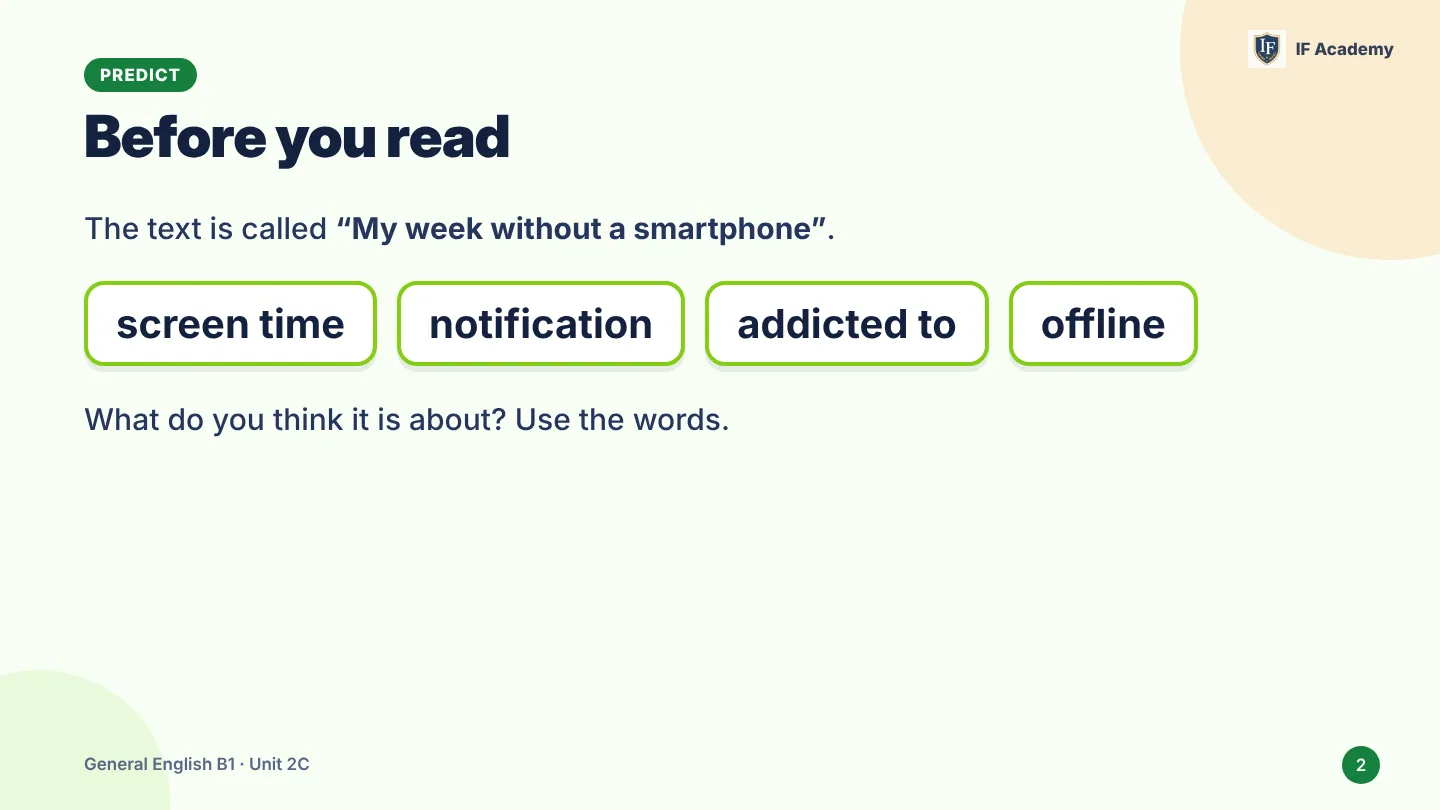 IF
IF Academy
PREDICT
Before you read
The text is called “My week without a smartphone”.
screen time
notification
addicted to
offline
What do you think it is about? Use the words.
General English B1 · Unit 2C
2